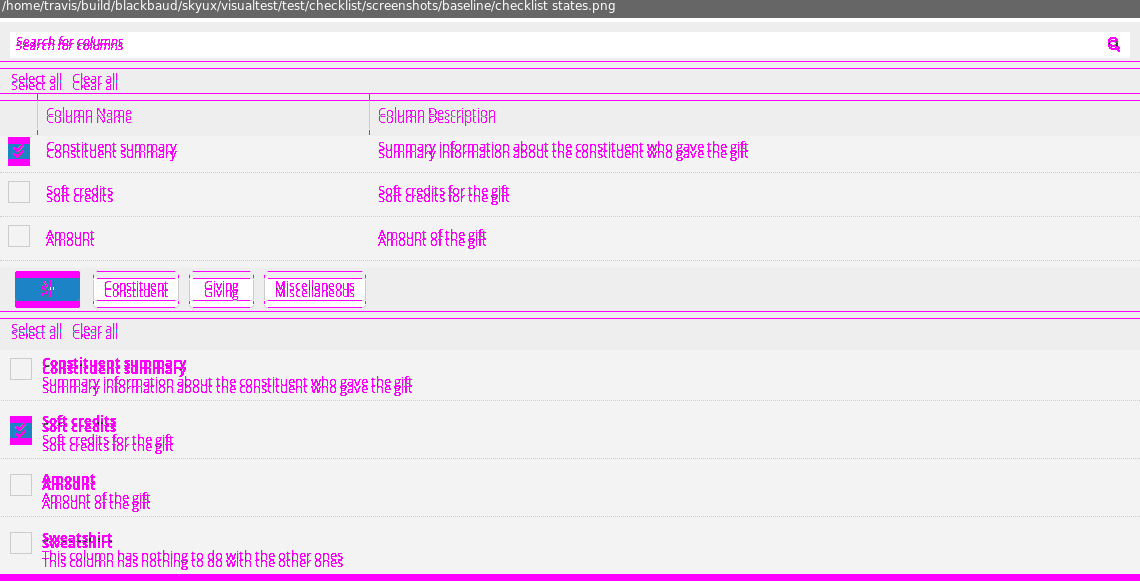 /home/travis/build/blackbaud/skyux/visualtest/test/checklist/screenshots/baseline/checklist states.png
Search for columns
Select all Clear all
Column Name Column Description
Constituent summary Summary information about the constituent who gave the gift
Soft credits Soft credits for the gift
Amount Amount of the gift
Constituent Giving Miscellaneous
Select all Clear all
Constituent summary
Summary information about the constituent who gave the gift
Soft credits
Soft credits for the gift
Amount
Amount of the gift
Sweatshirt
This column has nothing to do with the other ones